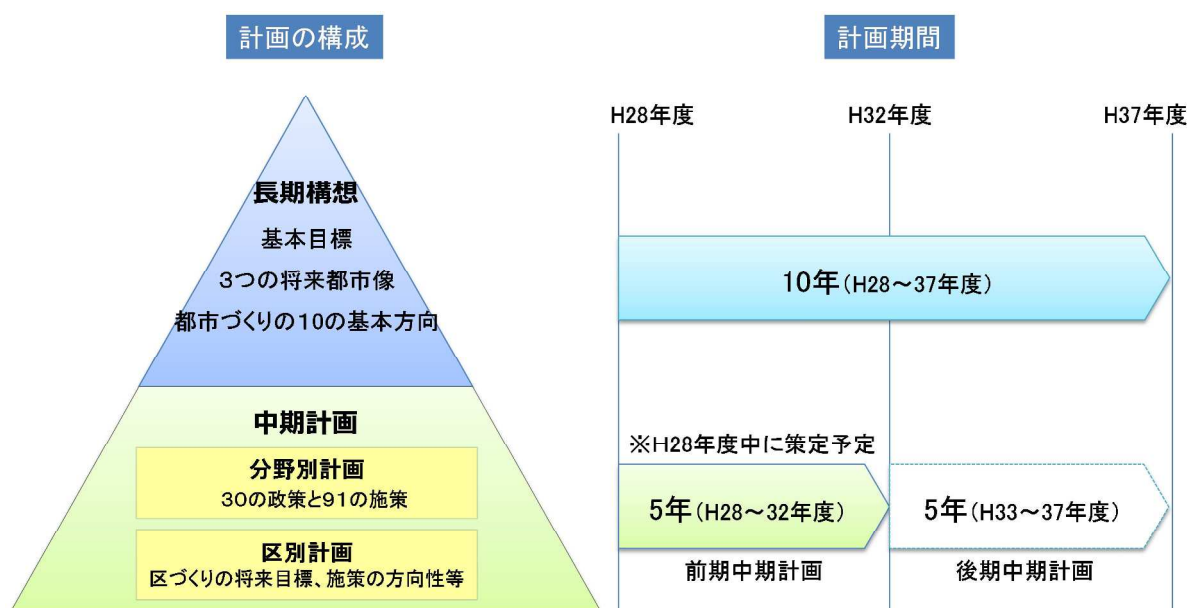 計画の構成
長期構想
基本目標
3つの将来都市像
都市づくりの10の基本方向
中期計画
分野別計画
30の政策と91の施策
区別計画
区づくりの将来目標、施策の方向性等
計画期間
H28年度
H32年度
H37年度
10年(H28～37年度)
※H28年度中に策定予定
5年(H28～32年度)
5年(H33～37年度)
前期中期計画
後期中期計画